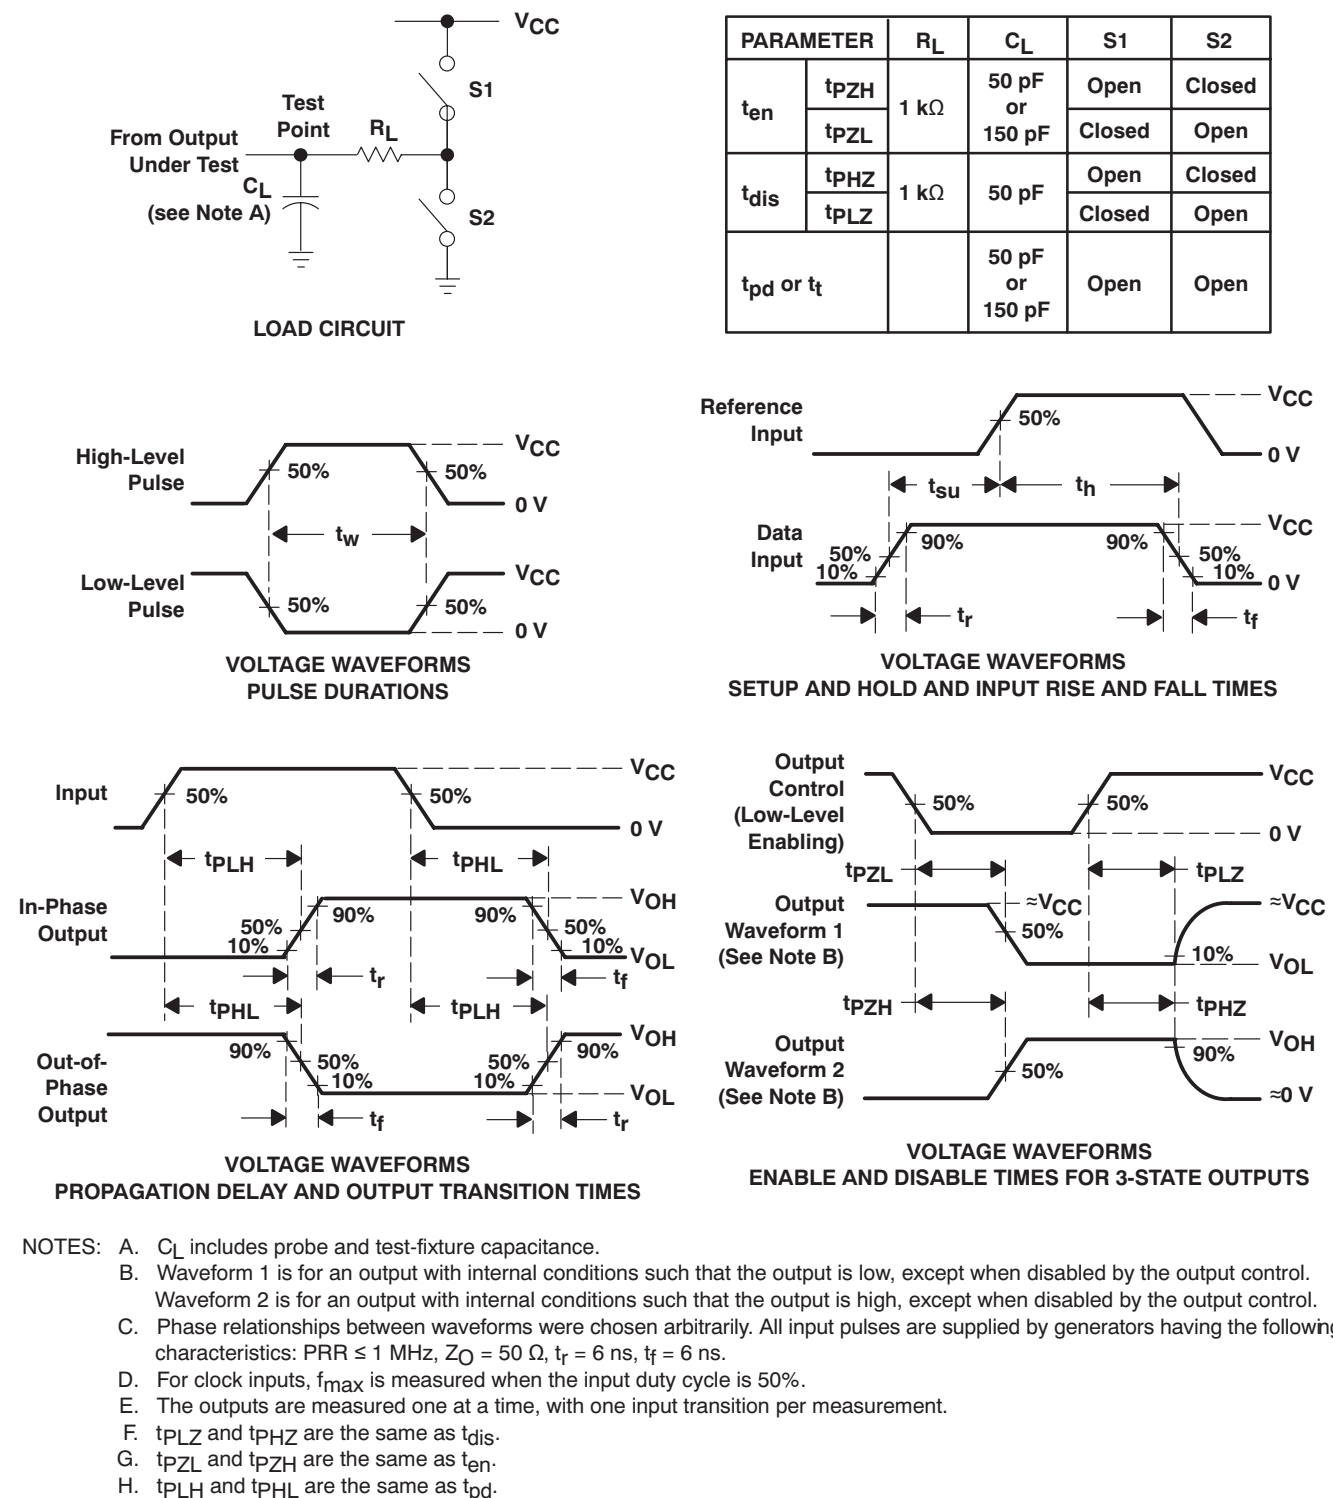 VCC
S1
Test
Point
RL
From Output
Under Test
CL
(see Note A)
S2
LOAD CIRCUIT
PARAMETER RL CL S1 S2
ten tPZH 1 kΩ 50 pF or 150 pF Open Closed
tPZL Closed Open
tdis tPHZ 1 kΩ 50 pF Open Closed
tPLZ Closed Open
tpd or tt 50 pF or 150 pF Open Open
High-Level
Pulse
50%
50%
VCC
0 V
tw
Low-Level
Pulse
50%
50%
VCC
0 V
VOLTAGE WAVEFORMS
PULSE DURATIONS
Reference
Input
50%
VCC
0 V
tsu
th
Data
Input
50%
10%
90%
90%
50%
10%
VCC
0 V
tr
tf
VOLTAGE WAVEFORMS
SETUP AND HOLD AND INPUT RISE AND FALL TIMES
Input
50%
50%
VCC
0 V
tPLH
tPHL
In-Phase
Output
50%
10%
90%
90%
50%
10%
VOH
VOL
tr
tf
tPHL
tPLH
Out-of-
Phase
Output
90%
50%
10%
50%
10%
90%
VOH
VOL
tf
tr
VOLTAGE WAVEFORMS
PROPAGATION DELAY AND OUTPUT TRANSITION TIMES
Output
Control
(Low-Level
Enabling)
50%
50%
VCC
0 V
tPZL
tPLZ
Output
Waveform 1
(See Note B)
≈VCC
50%
≈VCC
10%
VOL
tPZH
tPHZ
Output
Waveform 2
(See Note B)
50%
VOH
90%
≈0 V
VOLTAGE WAVEFORMS
ENABLE AND DISABLE TIMES FOR 3-STATE OUTPUTS
NOTES: A. CL includes probe and test-fixture capacitance.
B. Waveform 1 is for an output with internal conditions such that the output is low, except when disabled by the output control.
Waveform 2 is for an output with internal conditions such that the output is high, except when disabled by the output control.
C. Phase relationships between waveforms were chosen arbitrarily. All input pulses are supplied by generators having the following
characteristics: PRR ≤ 1 MHz, ZO = 50 Ω, tr = 6 ns, tf = 6 ns.
D. For clock inputs, fmax is measured when the input duty cycle is 50%.
E. The outputs are measured one at a time, with one input transition per measurement.
F. tPLZ and tPHZ are the same as tdis.
G. tPZL and tPZH are the same as ten.
H. tPLH and tPHL are the same as tpd.